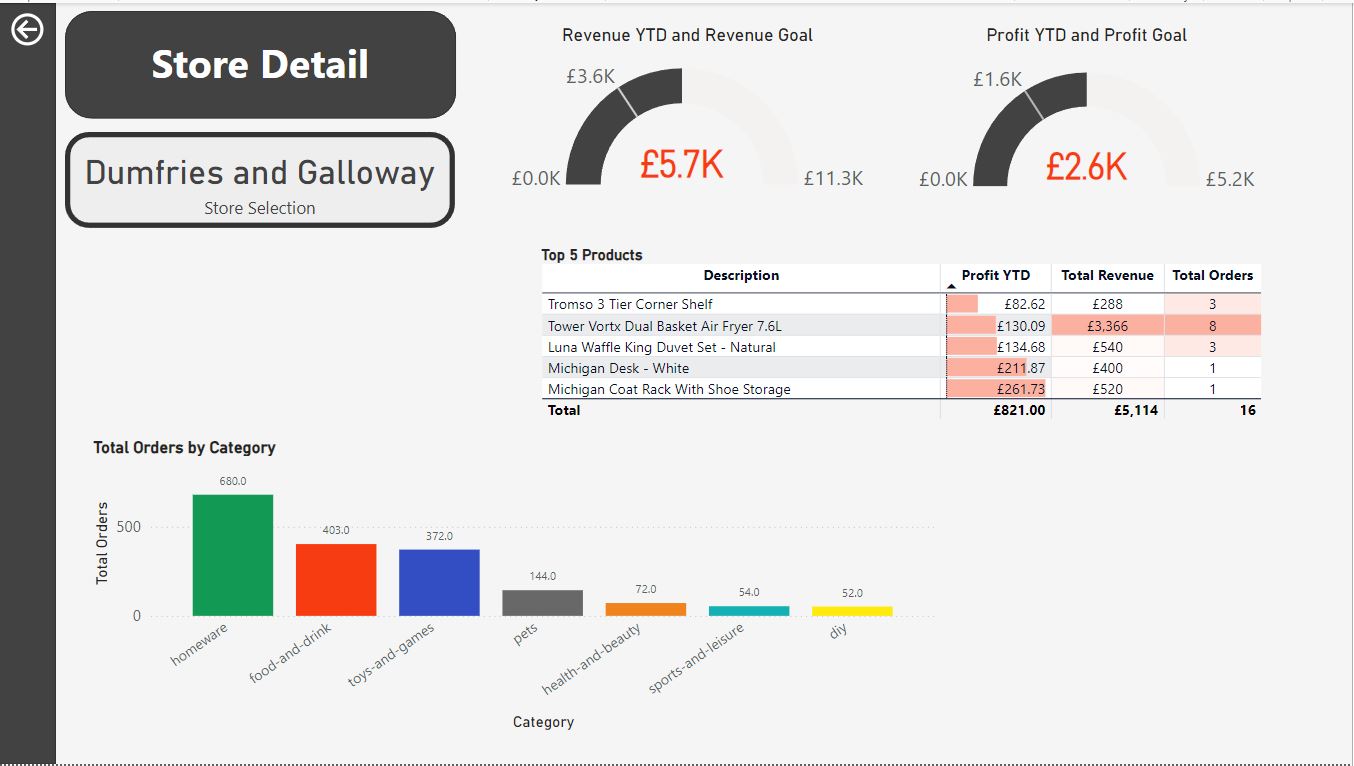 Store Detail
Dumfries and Galloway
Store Selection
Revenue YTD and Revenue Goal
£3.6K
£5.7K
£0.0K
£11.3K
Profit YTD and Profit Goal
£1.6K
£2.6K
£0.0K
£5.2K
Top 5 Products
Description Profit YTD Total Revenue Total Orders
Tromso 3 Tier Corner Shelf £82.62 £288 3
Tower Vortx Dual Basket Air Fryer 7.6L £130.09 £3,366 8
Luna Waffle King Duvet Set - Natural £134.68 £540 3
Michigan Desk - White £211.87 £400 1
Michigan Coat Rack With Shoe Storage £261.73 £520 1
Total £821.00 £5,114 16
Total Orders by Category
Total Orders
500
0
680.0
403.0
372.0
144.0
72.0
54.0
52.0
homeware
food-and-drink
toys-and-games
pets
health-and-beauty
sports-and-leisure
diy
Category